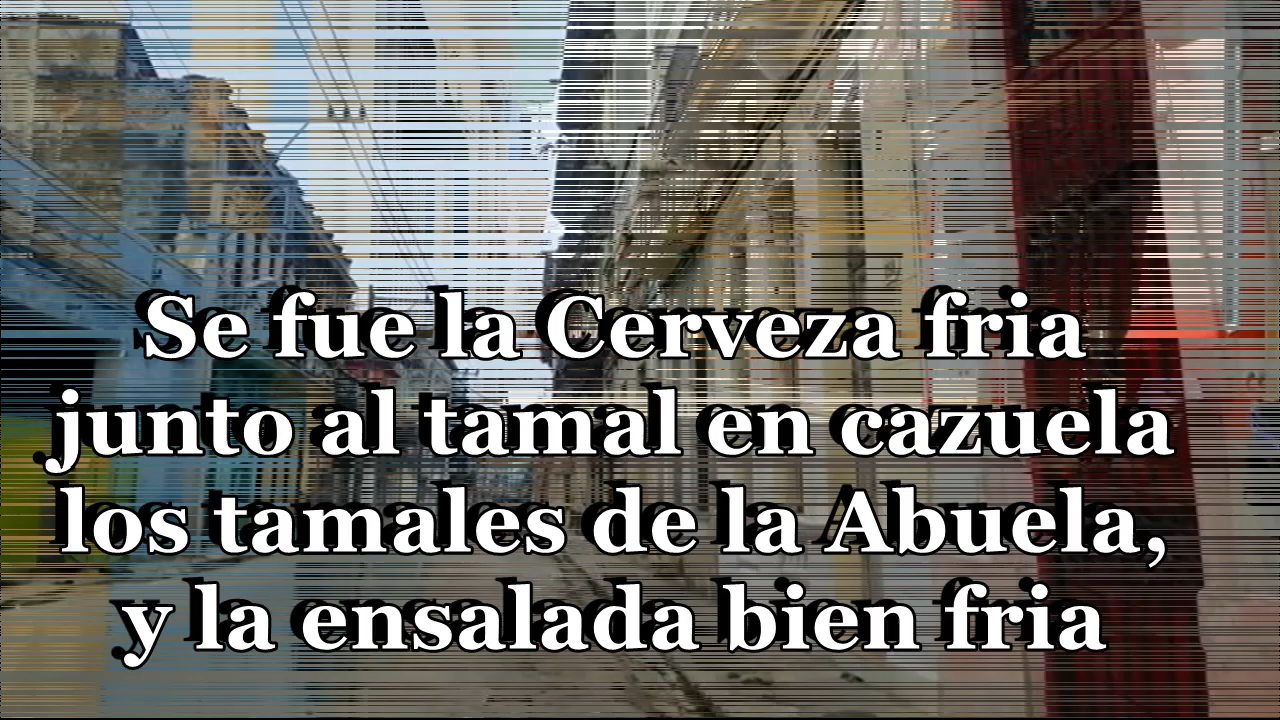 Se fue la Cerveza fria
junto al tamal en cazuela
los tamales de la Abuela,
y la ensalada bien fria